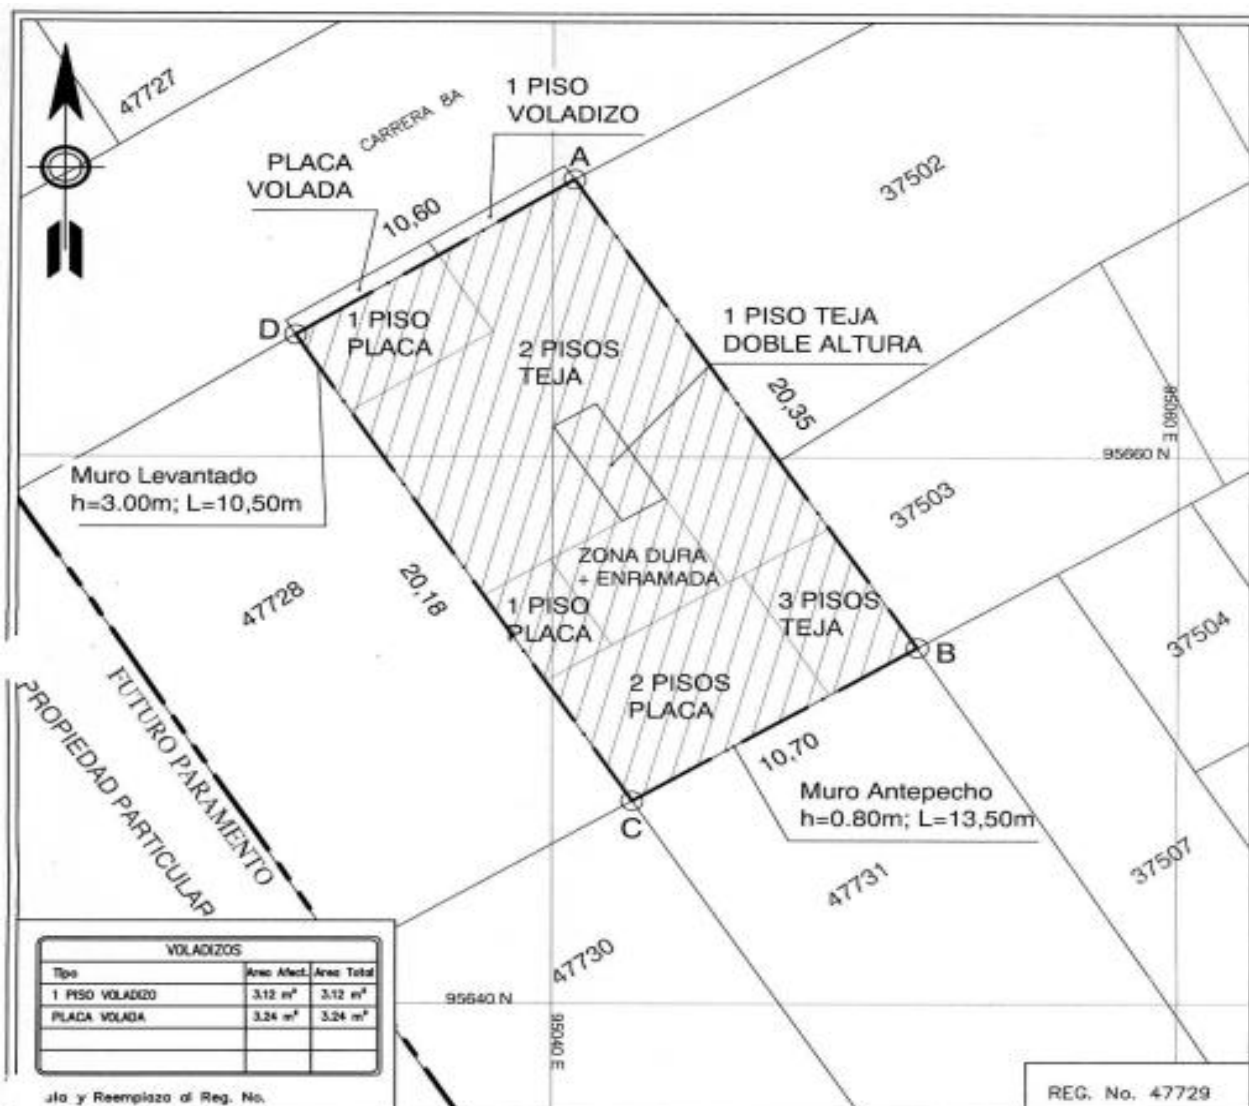 47727
CARRERA 8A
1 PISO
VOLADIZO
PLACA
VOLADA
A
10,60
37502
D
1 PISO
PLACA
2 PISOS
TEJA
1 PISO TEJA
DOBLE ALTURA
20,35
95080 E
95660 N
Muro Levantado
h=3.00m; L=10,50m
37503
ZONA DURA
+ ENRAMADA
47728
20,18
1 PISO
PLACA
3 PISOS
TEJA
37504
B
2 PISOS
PLACA
FUTURO PARAMENTO
PROPIEDAD PARTICULAR
10,70
Muro Antepecho
h=0.80m; L=13,50m
C
47731
37507
47730
95640 N
95040 E
VOLADIZOS
Tipo Area Afect. Area Total
1 PISO VOLADIZO 3.12 m² 3.12 m²
PLACA VOLADA 3.24 m² 3.24 m²
y Reemplaza al Reg. No.
REG. No. 47729